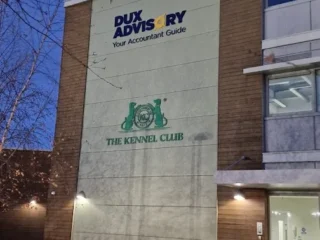 DUX
ADVISORY
Your Accountant Guide
THE KENNEL CLUB